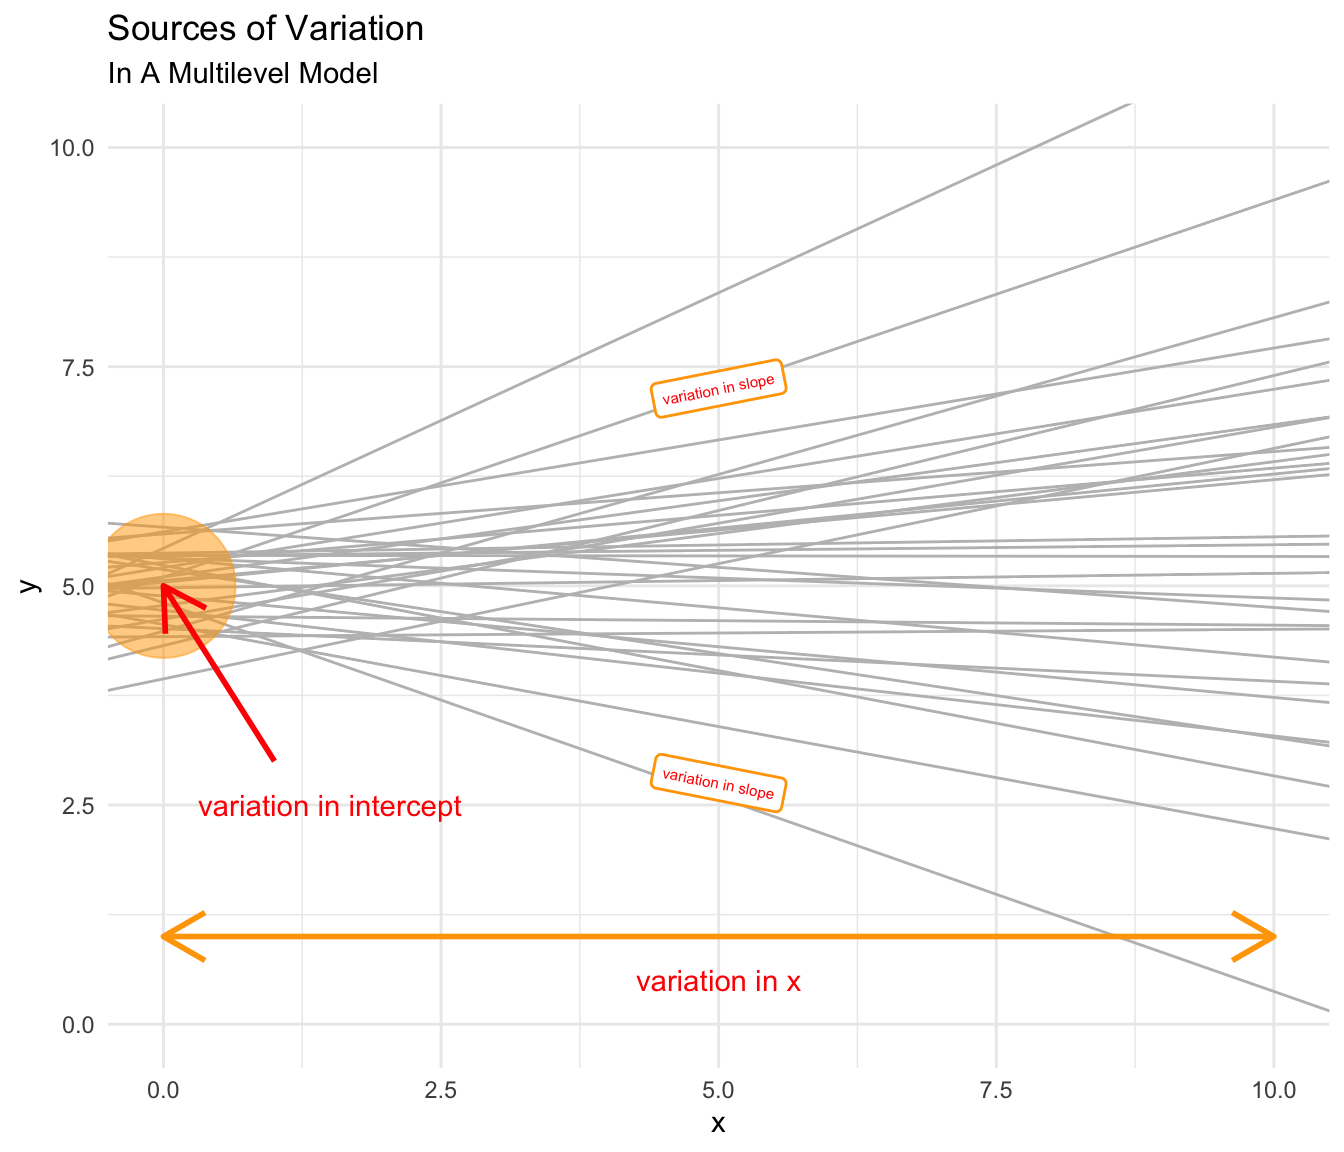 Sources of Variation
In A Multilevel Model
10.0
7.5
5.0
2.5
0.0
y
variation in slope
variation in slope
variation in intercept
variation in x
0.0 2.5 5.0 7.5 10.0
x